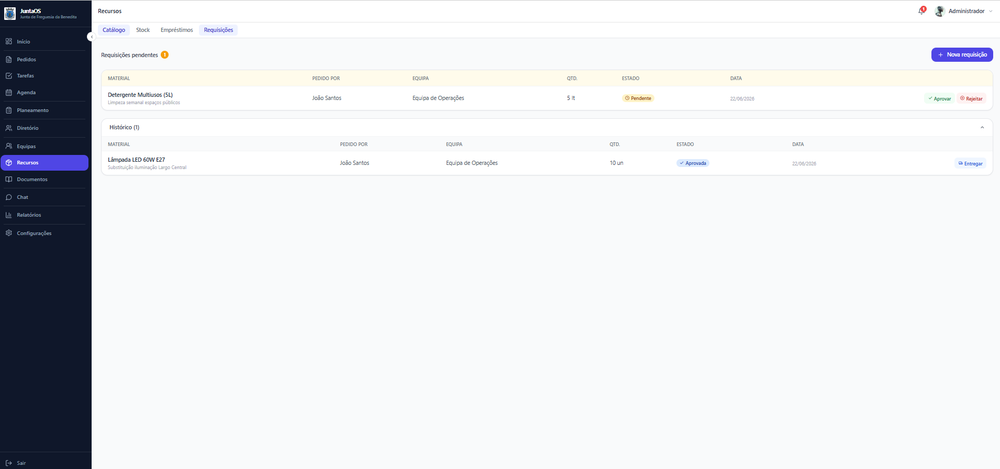 JuntaOS
Junta de Freguesia da Benedita
Início
Pedidos
Tarefas
Agenda
Planeamento
Diretório
Equipas
Recursos
Documentos
Chat
Relatórios
Configurações
Sair
Recursos
1
Administrador
Catálogo Stock Empréstimos Requisições
Requisições pendentes 1
+ Nova requisição
MATERIAL PEDIDO POR EQUIPA QTD. ESTADO DATA
Detergente Multiusos (5L) João Santos Equipa de Operações 5 lt Pendente 22/06/2026 Aprovar Rejeitar
Limpeza semanal espaços públicos
Histórico (1)
MATERIAL PEDIDO POR EQUIPA QTD. ESTADO DATA
Lâmpada LED 60W E27 João Santos Equipa de Operações 10 un Aprovada 22/06/2026 Entregar
Substituição iluminação Largo Central